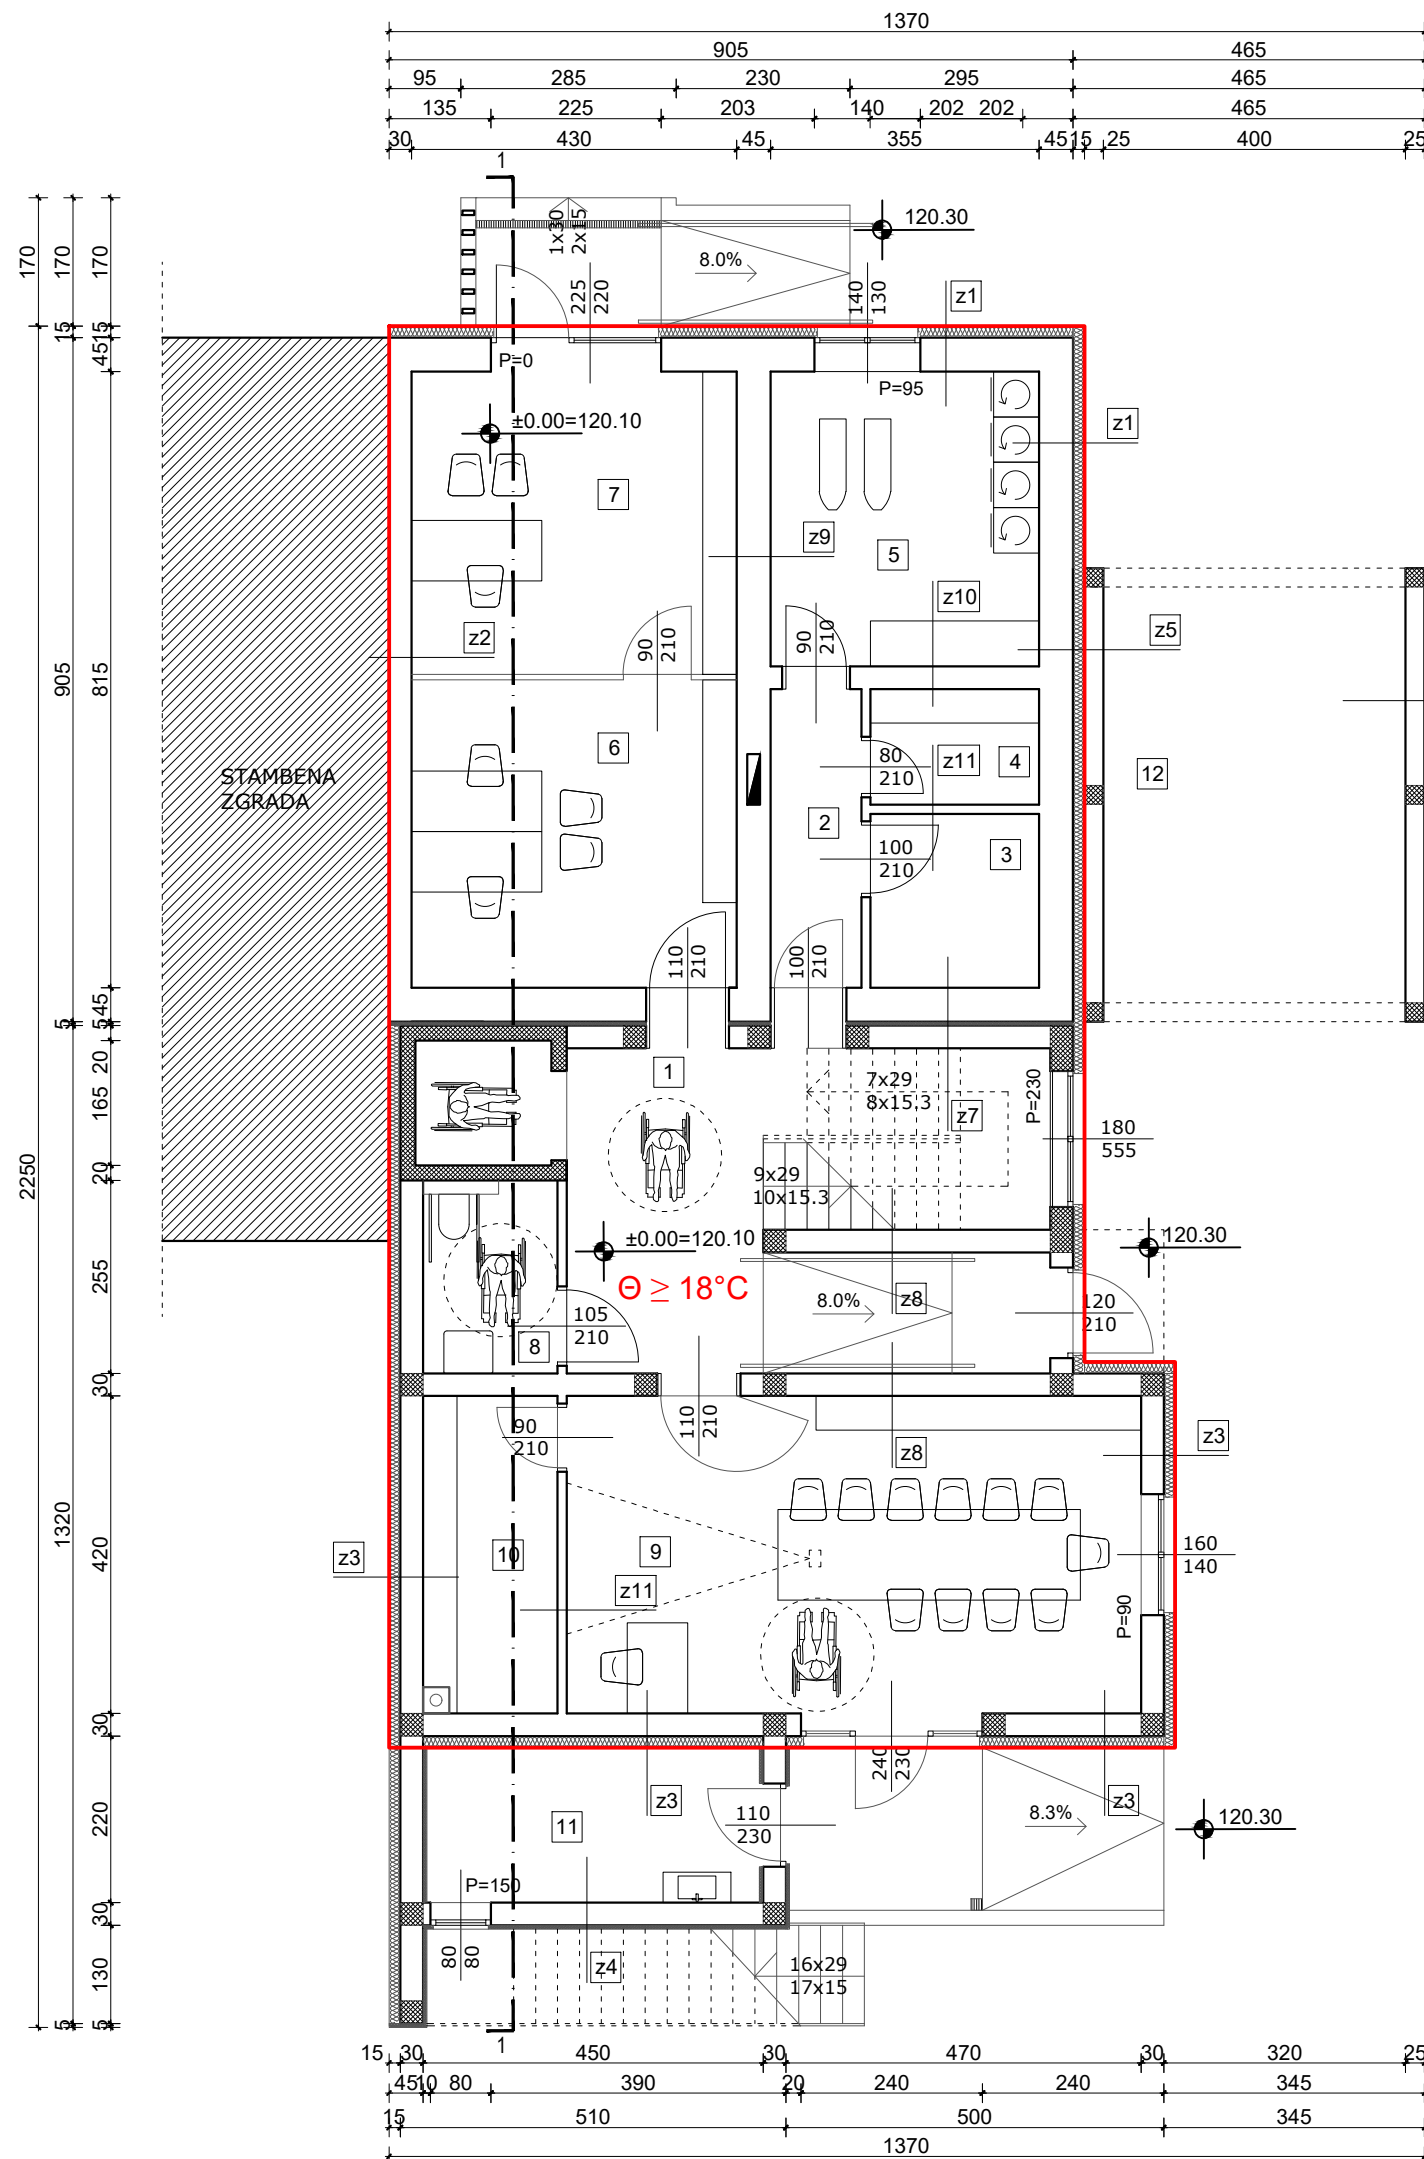 1370
905 465
95 285 230 295 465
135 225 203 140 202 202 465
30 430 45 355 45 15 25 400 25
1
170 170 170
1x30
2x15
8.0%
120.30
225
220
140
130
z1
15 45 15
P=0
P=95
±0.00=120.10
z1
7
z9
5
z10
z2
90
210
90
210
z5
905 815
6
80
210
z11
4
12
STAMBENA
ZGRADA
2
100
210
3
110
210
100
210
5 5 45
20
1
7x29
8x15.3
P=230
z7
165
180
555
20
9x29
10x15.3
2250
±0.00=120.10
120.30
Θ ≥ 18°C
255
8.0%
z8
120
210
105
210
8
30
110
210
90
210
z8
z3
1320
420
z3
10
9
160
140
z11
P=90
30
240
230
z3
z3
110
230
8.3%
120.30
220
11
P=150
30
80
80
z4
16x29
17x15
130
5 5
1
15 30 450 30 470 30 320 25
45 10 80 390 20 240 240 345
15 510 500 345
1370